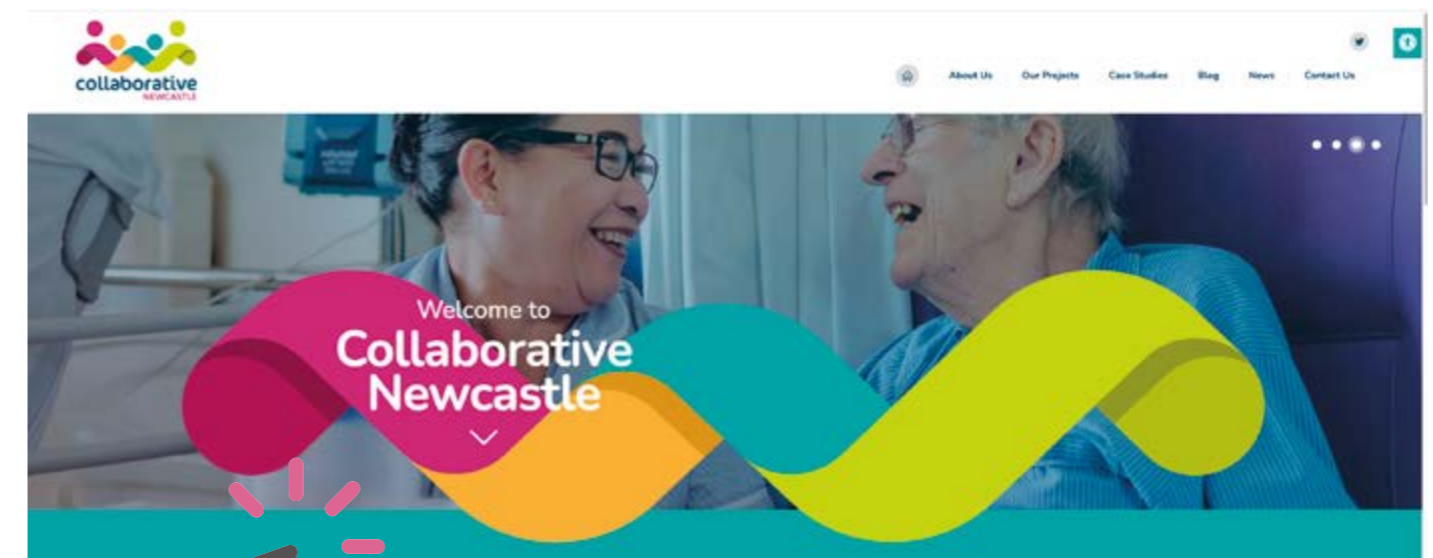 collaborative
NEWCASTLE
About Us Our Projects Case Studies Blog News Contact Us
Welcome to
Collaborative
Newcastle